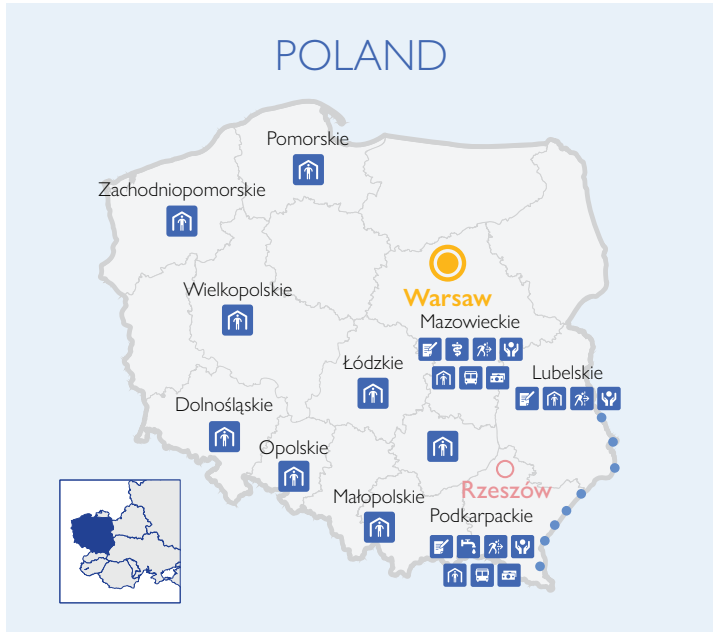 POLAND
Pomorskie
Zachodniopomorskie
Wielkopolskie
Warsaw
Mazowieckie
Łódzkie
Lubelskie
Dolnośląskie
Opolskie
Rzeszów
Małopolskie
Podkarpackie